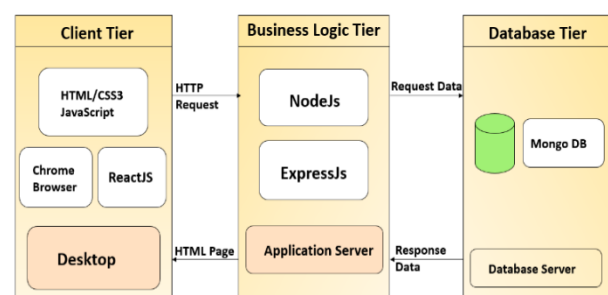 Client Tier
HTML/CSS3
JavaScript
Chrome
Browser
ReactJS
Desktop
HTTP
Request
HTML Page
Business Logic Tier
NodeJs
ExpressJs
Application Server
Request Data
Response
Data
Database Tier
Mongo DB
Database Server